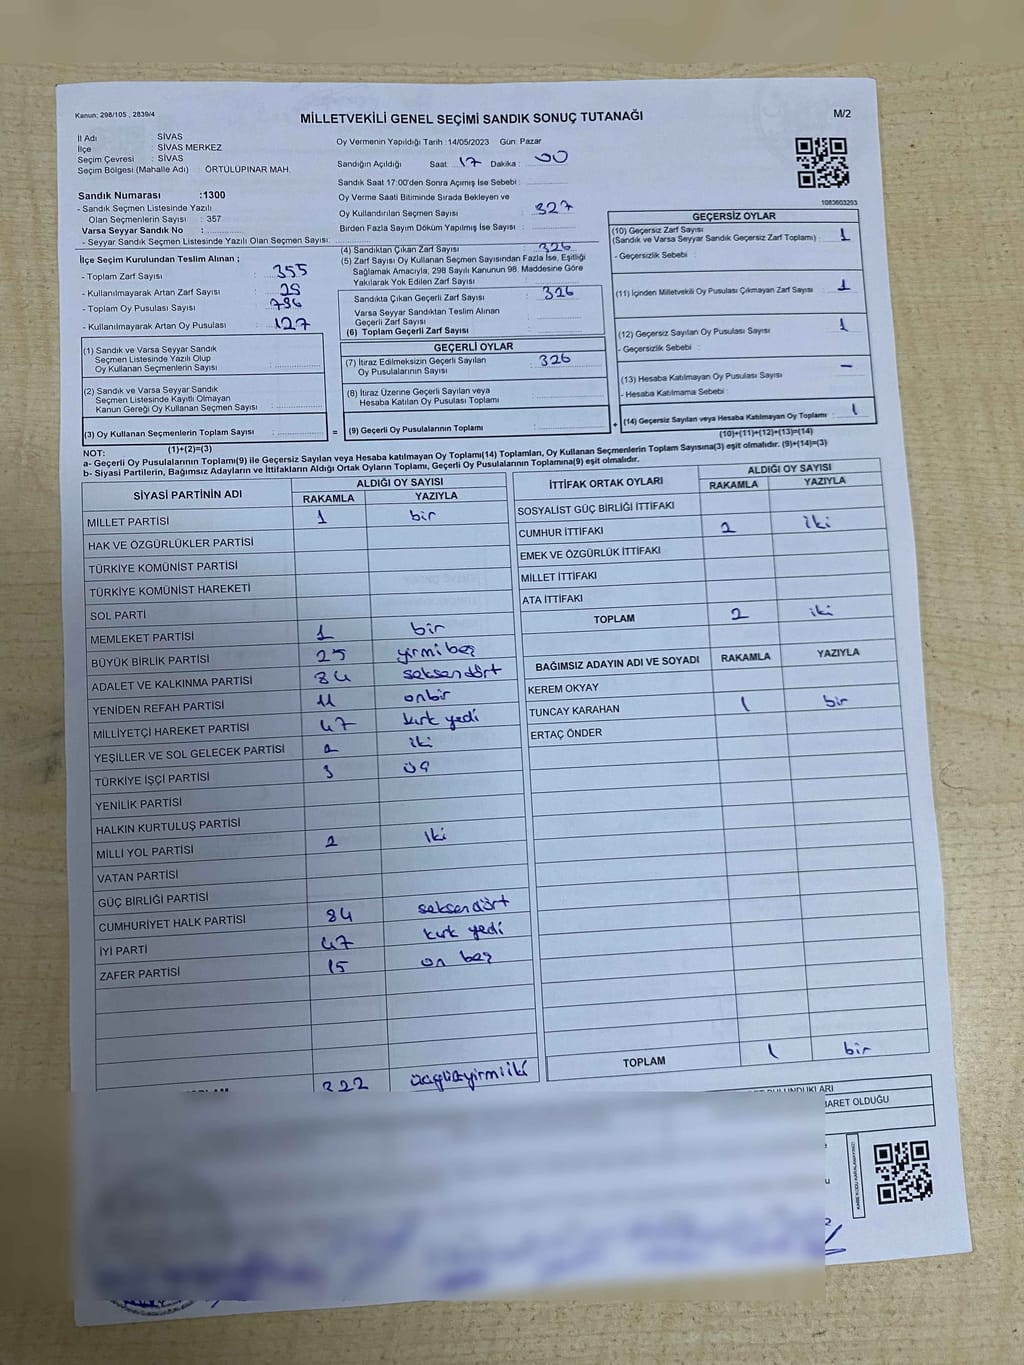 Kanun; 298/105 , 2839/4
MİLLETVEKİLİ GENEL SEÇİMİ SANDIK SONUÇ TUTANAĞI
M/2
İl Adı : SİVAS
İlçe : SİVAS MERKEZ
Seçim Çevresi : SİVAS
Seçim Bölgesi (Mahalle Adı) ÖRTÜLÜPINAR MAH.
Sandık Numarası :1300
- Sandık Seçmen Listesinde Yazılı
Olan Seçmenlerin Sayısı : 357
Varsa Seyyar Sandık No :
- Seyyar Sandık Seçmen Listesinde Yazılı Olan Seçmen Sayısı:
İlçe Seçim Kurulundan Teslim Alınan ;
- Toplam Zarf Sayısı : 355
- Kullanılmayarak Artan Zarf Sayısı : 28
- Toplam Oy Pusulası Sayısı :
- Kullanılmayarak Artan Oy Pusulası : 127
(1) Sandık ve Varsa Seyyar Sandık
Seçmen Listesinde Yazılı Olup
Oy Kullanan Seçmenlerin Sayısı :
(2) Sandık ve Varsa Seyyar Sandık
Seçmen Listesinde Kayıtlı Olmayan
Kanun Gereği Oy Kullanan Seçmen Sayısı :
(3) Oy Kullanan Seçmenlerin Toplam Sayısı :
(1)+(2)=(3)
Oy Vermenin Yapıldığı Tarih : 14/05/2023 Gün: Pazar
Sandığın Açıldığı Saat: 17 Dakika : 00
Sandık Saat 17:00'den Sonra Açımış İse Sebebi :
Oy Verme Saati Bitiminde Sırada Bekleyen ve
Oy Kullandırılan Seçmen Sayısı : 327
Birden Fazla Sayım Döküm Yapılmış İse Sayısı :
(4) Sandıktan Çıkan Zarf Sayısı : 326
(5) Zarf Sayısı Oy Kullanan Seçmen Sayısından Fazla İse, Eşitliği
Sağlamak Amacıyla, 298 Sayılı Kanunun 98. Maddesine Göre
Yakılarak Yok Edilen Zarf Sayısı :
Sandıkta Çıkan Geçerli Zarf Sayısı : 326
Varsa Seyyar Sandıktan Teslim Alınan
Geçerli Zarf Sayısı :
(6) Toplam Geçerli Zarf Sayısı :
GEÇERLİ OYLAR
(7) İtiraz Edilmeksizin Geçerli Sayılan
Oy Pusulalarının Sayısı : 326
(8) İtiraz Üzerine Geçerli Sayılan veya
Hesaba Katılan Oy Pusulası Toplamı :
= (9) Geçerli Oy Pusulalarının Toplamı :
1083603293
GEÇERSİZ OYLAR
(10) Geçersiz Zarf Sayısı
(Sandık ve Varsa Seyyar Sandık Geçersiz Zarf Toplamı) : 1
- Geçersizlik Sebebi :
(11) İçinden Milletvekili Oy Pusulası Çıkmayan Zarf Sayısı : 1
(12) Geçersiz Sayılan Oy Pusulası Sayısı : 1
- Geçersizlik Sebebi :
(13) Hesaba Katılmayan Oy Pusulası Sayısı : —
- Hesaba Katılmama Sebebi :
+ (14) Geçersiz Sayılan veya Hesaba Katılmayan Oy Toplamı : 1
(10)+(11)+(12)+(13)=(14)
NOT:
a- Geçerli Oy Pusulalarının Toplamı(9) ile Geçersiz Sayılan veya Hesaba Katılmayan Oy Toplamı(14) Toplamları, Oy Kullanan Seçmenlerin Toplam Sayısına(3) eşit olmalıdır. (9)+(14)=(3)
b- Siyasi Partilerin, Bağımsız Adayların ve İttifakların Aldığı Ortak Oyların Toplamı, Geçerli Oy Pusulalarının Toplamına(9) eşit olmalıdır.
SİYASİ PARTİNİN ADI ALDIĞI OY SAYISI
RAKAMLA YAZIYLA
MİLLET PARTİSİ 1 bir
HAK VE ÖZGÜRLÜKLER PARTİSİ
TÜRKİYE KOMÜNİST PARTİSİ
TÜRKİYE KOMÜNİST HAREKETİ
SOL PARTİ
MEMLEKET PARTİSİ 1 bir
BÜYÜK BİRLİK PARTİSİ 25 yirmi beş
ADALET VE KALKINMA PARTİSİ 84 seksen dört
YENİDEN REFAH PARTİSİ 11 onbir
MİLLİYETÇİ HAREKET PARTİSİ 47 kırk yedi
YEŞİLLER VE SOL GELECEK PARTİSİ 2 iki
TÜRKİYE İŞÇİ PARTİSİ 3 üç
YENİLİK PARTİSİ
HALKIN KURTULUŞ PARTİSİ
MİLLİ YOL PARTİSİ 2 iki
VATAN PARTİSİ
GÜÇ BİRLİĞİ PARTİSİ
CUMHURİYET HALK PARTİSİ 84 seksen dört
İYİ PARTİ 47 kırk yedi
ZAFER PARTİSİ 15 on beş
322 üçyüzyirmiiki
İTTİFAK ORTAK OYLARI ALDIĞI OY SAYISI
RAKAMLA YAZIYLA
SOSYALİST GÜÇ BİRLİĞİ İTTİFAKI
CUMHUR İTTİFAKI 2 iki
EMEK VE ÖZGÜRLÜK İTTİFAKI
MİLLET İTTİFAKI
ATA İTTİFAKI
TOPLAM 2 iki
BAĞIMSIZ ADAYIN ADI VE SOYADI RAKAMLA YAZIYLA
KEREM OKYAY
TUNCAY KARAHAN 1 bir
ERTAÇ ÖNDER
TOPLAM 1 bir
BULUNDUKLARI
BARET OLDUĞU